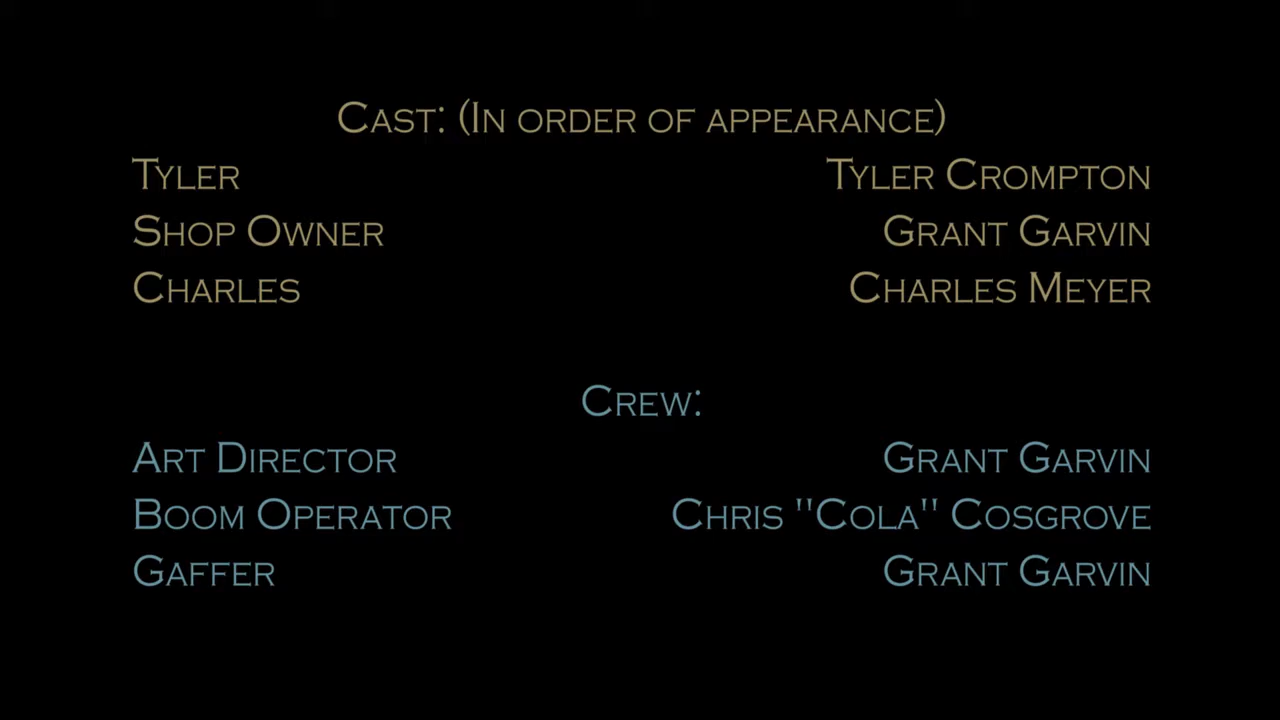 Cast: (In order of appearance)
Tyler Tyler Crompton
Shop Owner Grant Garvin
Charles Charles Meyer
Crew:
Art Director Grant Garvin
Boom Operator Chris "Cola" Cosgrove
Gaffer Grant Garvin